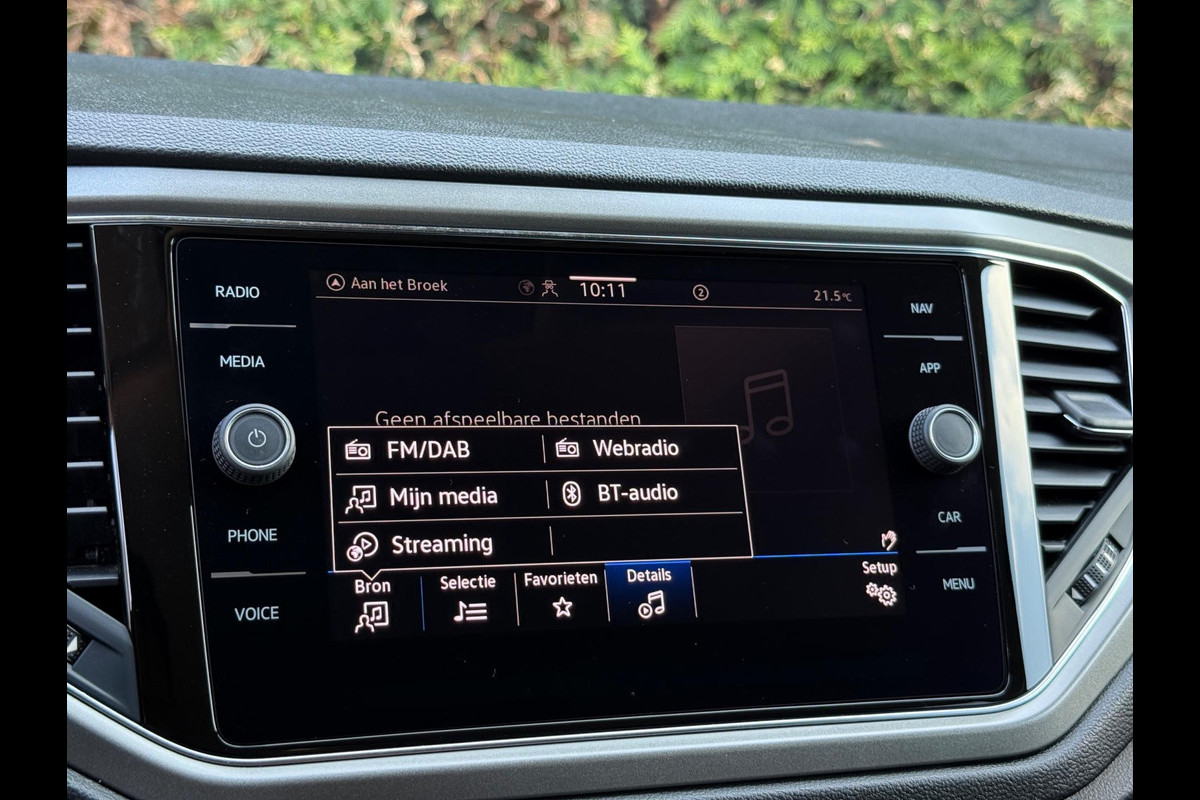 RADIO
MEDIA
PHONE
VOICE
Aan het Broek
10:11
2
21.5°C
Geen afspeelbare bestanden
FM/DAB
Webradio
Mijn media
BT-audio
Streaming
Bron
Selectie
Favorieten
Details
Setup
NAV
APP
CAR
MENU